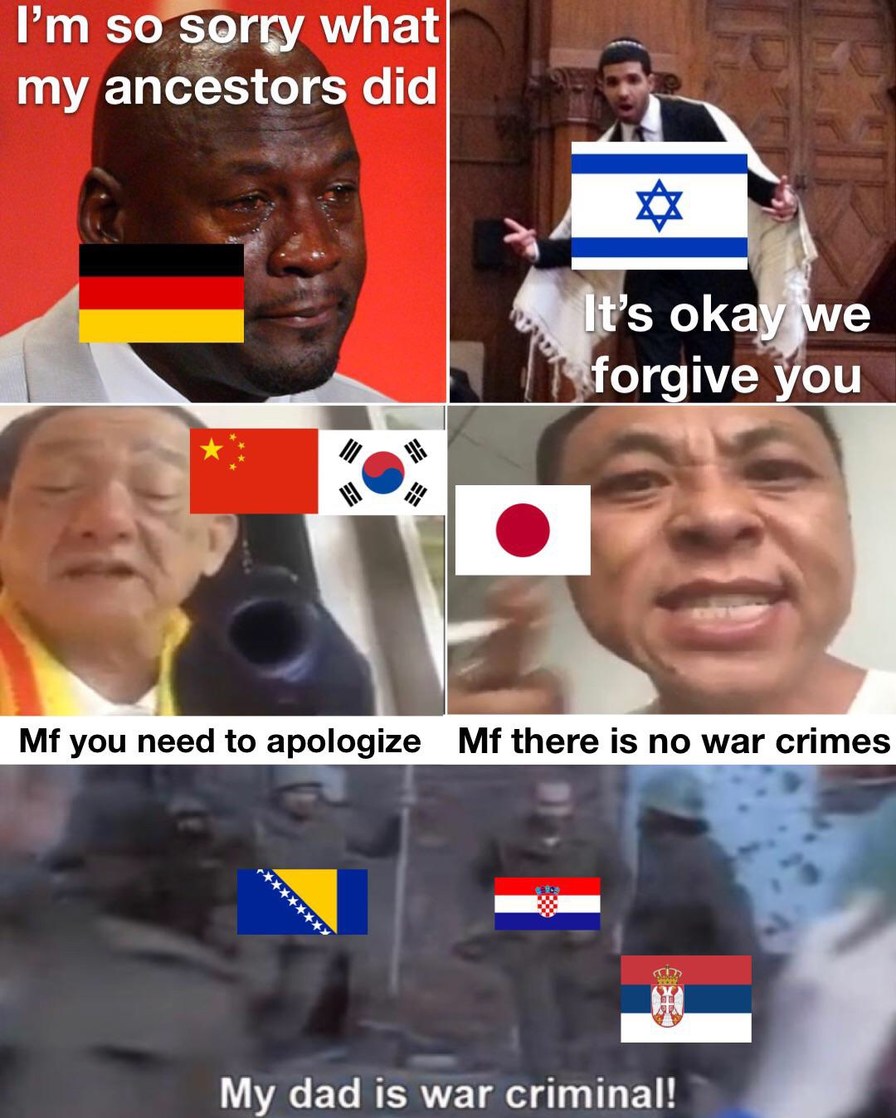 I'm so sorry what
my ancestors did
It's okay we
forgive you
Mf you need to apologize
Mf there is no war crimes
My dad is war criminal!